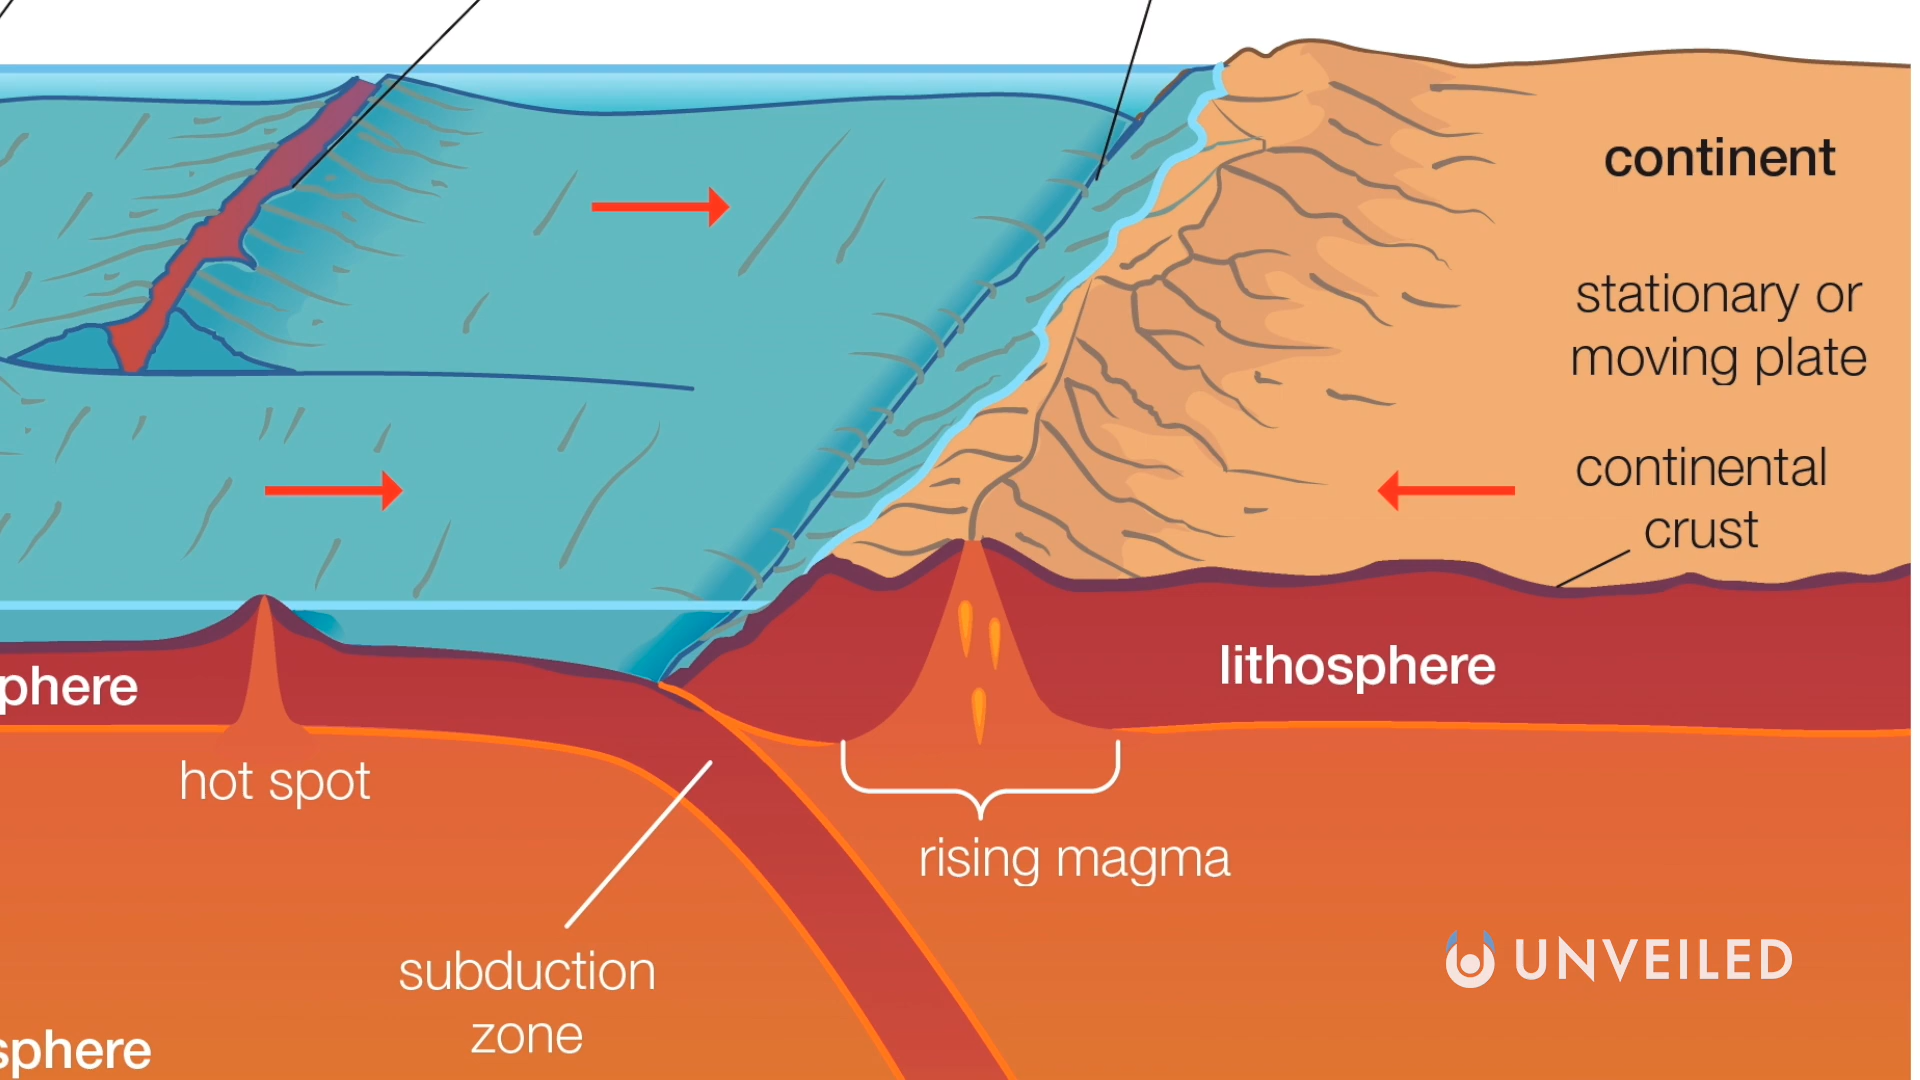 continent
stationary or
moving plate
continental
crust
lithosphere
phere
hot spot
rising magma
subduction
zone
sphere
UNVEILED